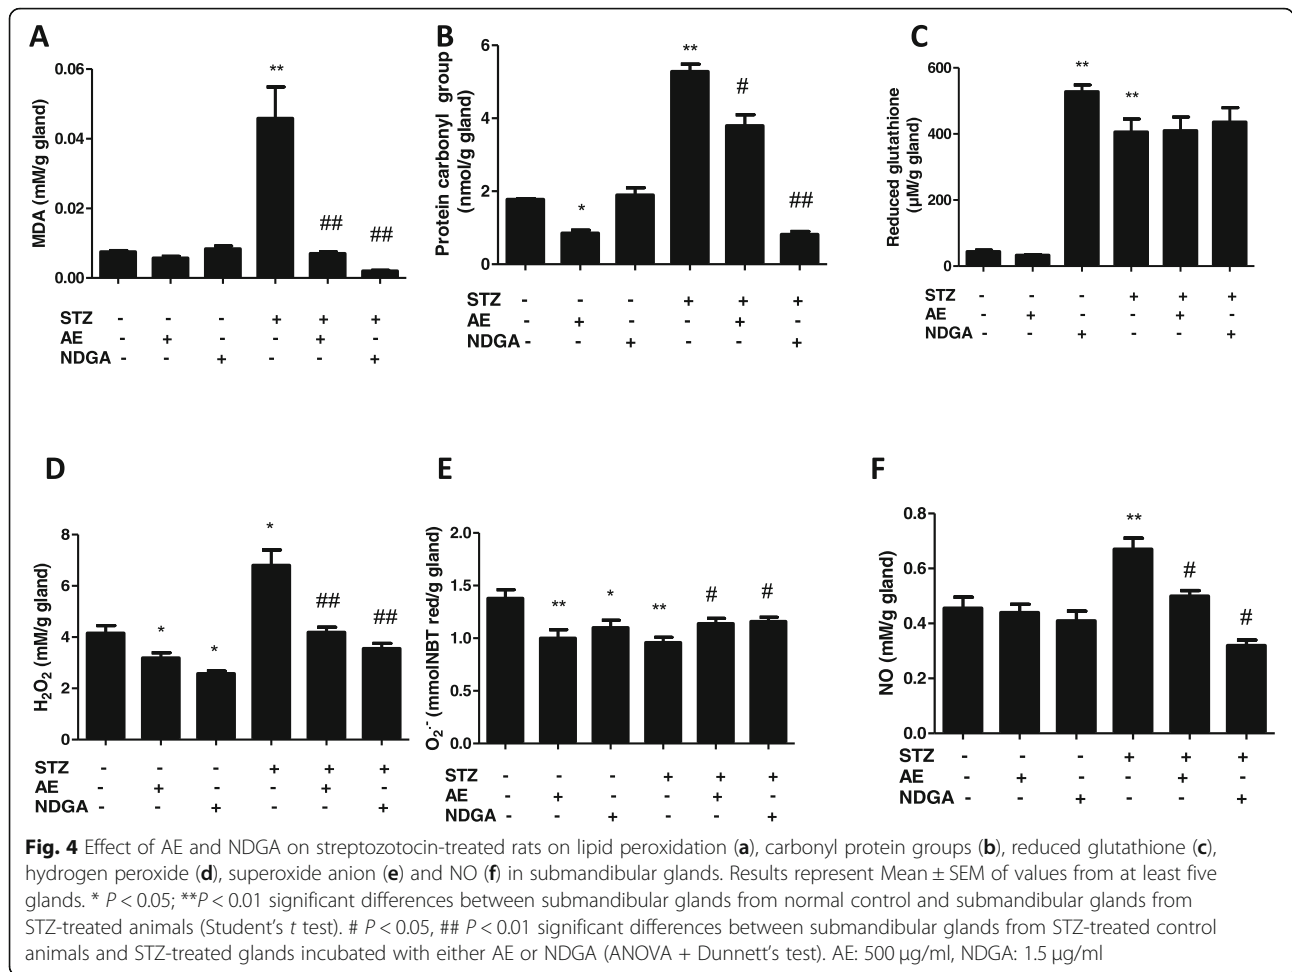 A
MDA (mM/g gland)
0.06
0.04
0.02
0.00
**
##
##
STZ - - - + + +
AE - + - - + -
NDGA - - + - - +
B
Protein carbonyl group
(nmol/g gland)
6
4
2
0
*
**
#
##
STZ - - - + + +
AE - + - - + -
NDGA - - + - - +
C
Reduced glutathione
(µM/g gland)
600
400
200
0
**
**
STZ - - - + + +
AE - + - - + -
NDGA - - + - - +
D
H₂O₂ (mM/g gland)
8
6
4
2
0
*
*
*
##
##
STZ - - - + + +
AE - + - - + -
NDGA - - + - - +
E
O₂·⁻ (mmolNBT red/g gland)
2.0
1.5
1.0
0.5
0.0
**
*
**
#
#
STZ - - - + + +
AE - + - - + -
NDGA - - + - - +
F
NO (mM/g gland)
0.8
0.6
0.4
0.2
0.0
**
#
#
STZ - - - + + +
AE - + - - + -
NDGA - - + - - +
Fig. 4 Effect of AE and NDGA on streptozotocin-treated rats on lipid peroxidation (a), carbonyl protein groups (b), reduced glutathione (c),
hydrogen peroxide (d), superoxide anion (e) and NO (f) in submandibular glands. Results represent Mean ± SEM of values from at least five
glands. * P < 0.05; **P < 0.01 significant differences between submandibular glands from normal control and submandibular glands from
STZ-treated animals (Student's t test). # P < 0.05, ## P < 0.01 significant differences between submandibular glands from STZ-treated control
animals and STZ-treated glands incubated with either AE or NDGA (ANOVA + Dunnett's test). AE: 500 µg/ml, NDGA: 1.5 µg/ml